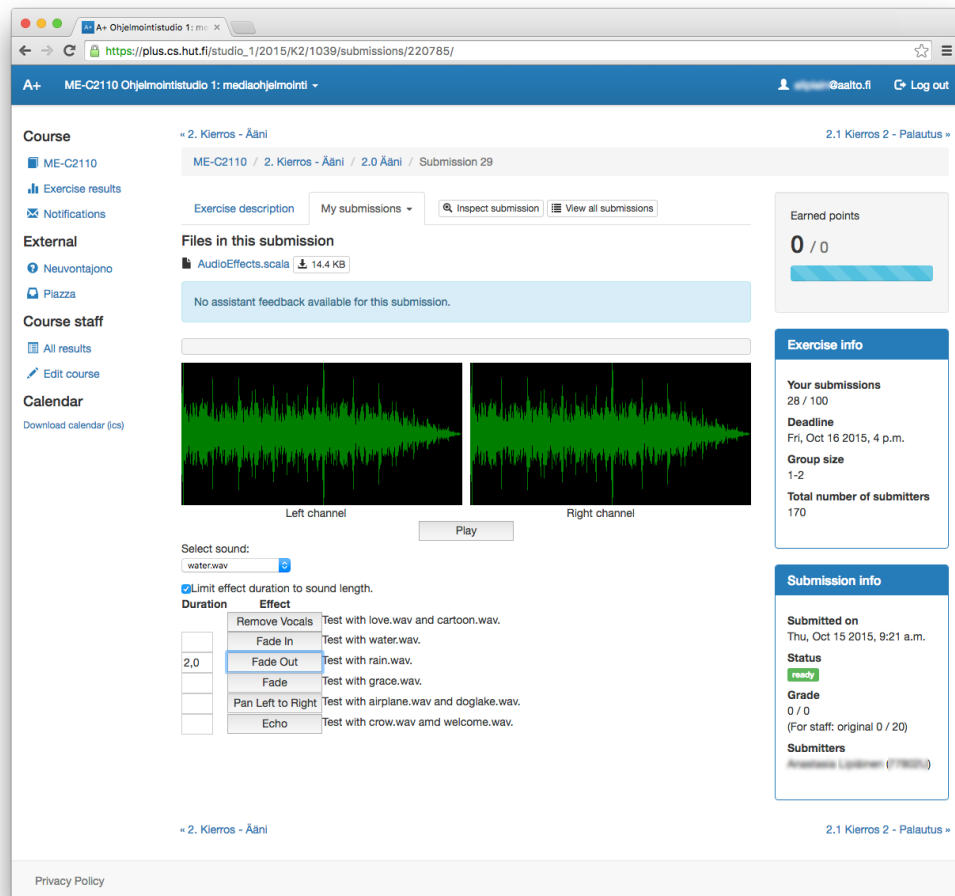 A+ Ohjelmointistudio 1: me
https://plus.cs.hut.fi/studio_1/2015/K2/1039/submissions/220785/
A+ ME-C2110 Ohjelmointistudio 1: mediaohjelmointi
@aalto.fi Log out
Course
ME-C2110
Exercise results
Notifications
External
Neuvontajono
Piazza
Course staff
All results
Edit course
Calendar
Download calendar (ics)
« 2. Kierros - Ääni
2.1 Kierros 2 - Palautus »
ME-C2110 / 2. Kierros - Ääni / 2.0 Ääni / Submission 29
Exercise description My submissions Inspect submission View all submissions
Files in this submission
AudioEffects.scala 14.4 KB
No assistant feedback available for this submission.
Left channel Right channel
Play
Select sound:
water.wav
Limit effect duration to sound length.
Duration Effect
Remove Vocals Test with love.wav and cartoon.wav.
Fade In Test with water.wav.
2,0 Fade Out Test with rain.wav.
Fade Test with grace.wav.
Pan Left to Right Test with airplane.wav and doglake.wav.
Echo Test with crow.wav amd welcome.wav.
Earned points
0 / 0
Exercise info
Your submissions
28 / 100
Deadline
Fri, Oct 16 2015, 4 p.m.
Group size
1-2
Total number of submitters
170
Submission info
Submitted on
Thu, Oct 15 2015, 9:21 a.m.
Status
ready
Grade
0 / 0
(For staff: original 0 / 20)
Submitters
« 2. Kierros - Ääni
2.1 Kierros 2 - Palautus »
Privacy Policy